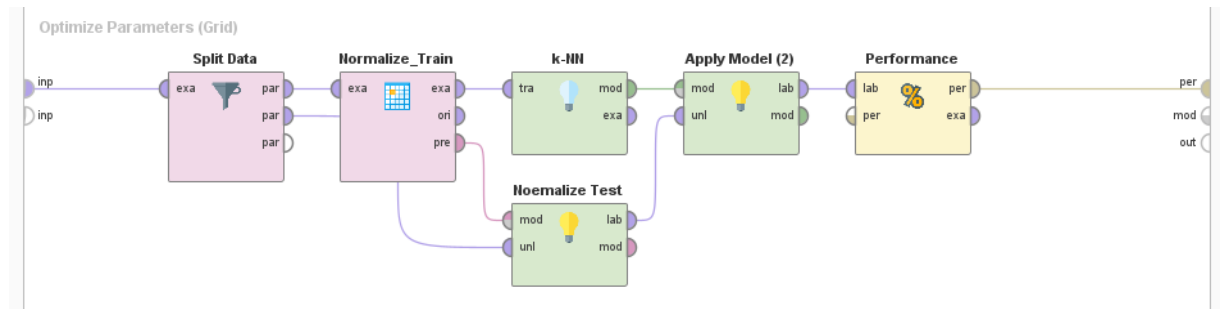 Optimize Parameters (Grid)
Split Data
Normalize_Train
k-NN
Apply Model (2)
Performance
inp
inp
exa
par
par
par
exa
exa
ori
pre
tra
mod
exa
mod
unl
lab
mod
lab
per
per
exa
per
mod
out
Noemalize Test
mod
unl
lab
mod